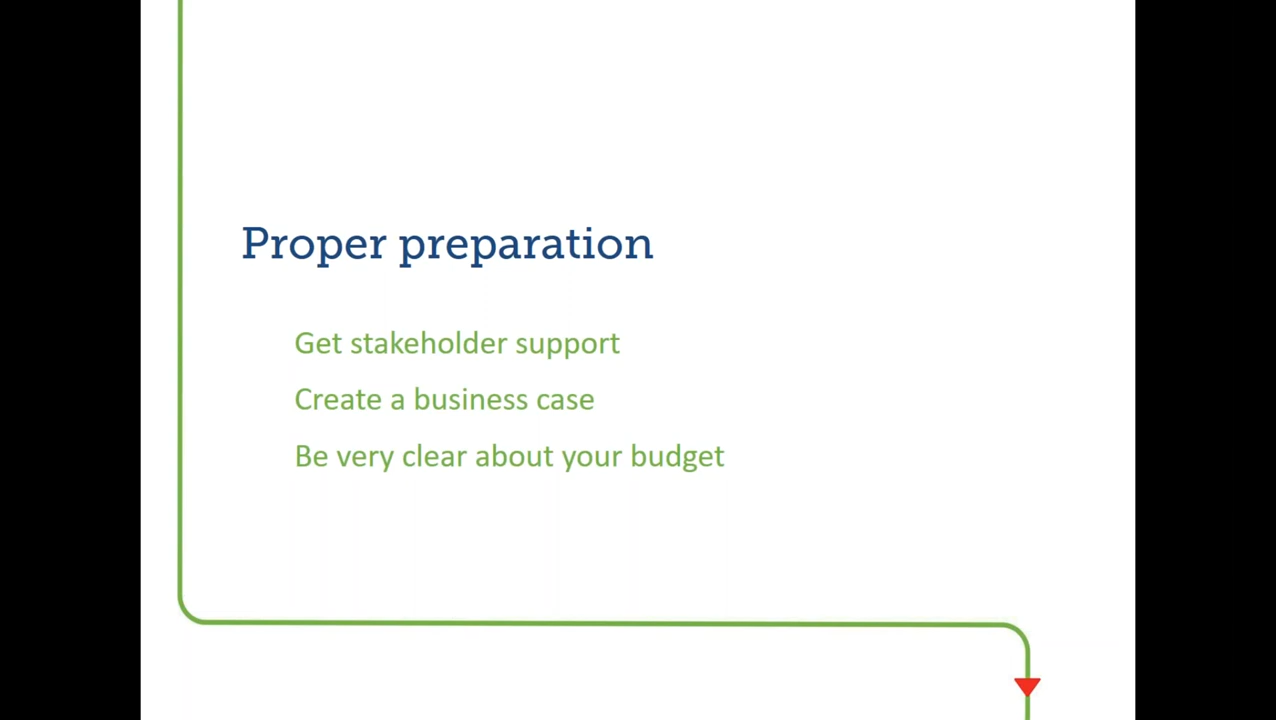 Proper preparation
Get stakeholder support
Create a business case
Be very clear about your budget